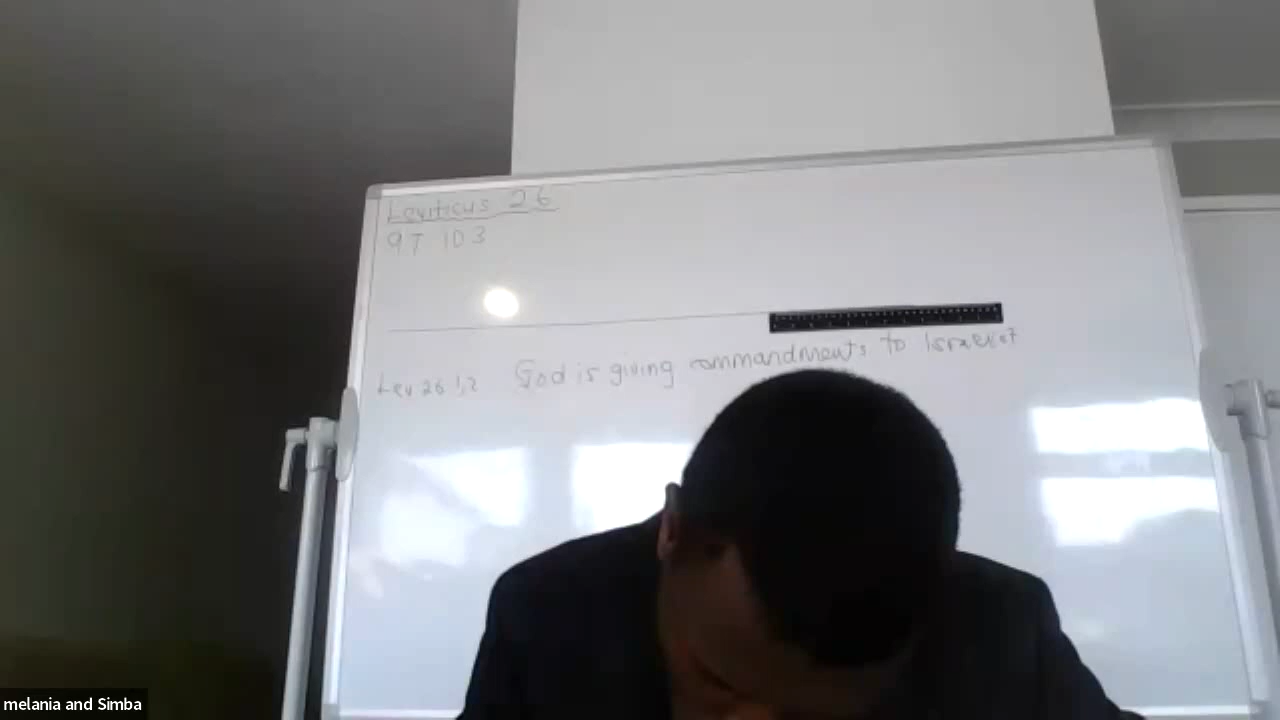 Leviticus 26
97 103
Lev 26 1,2 God is giving commandments to
melania and Simba